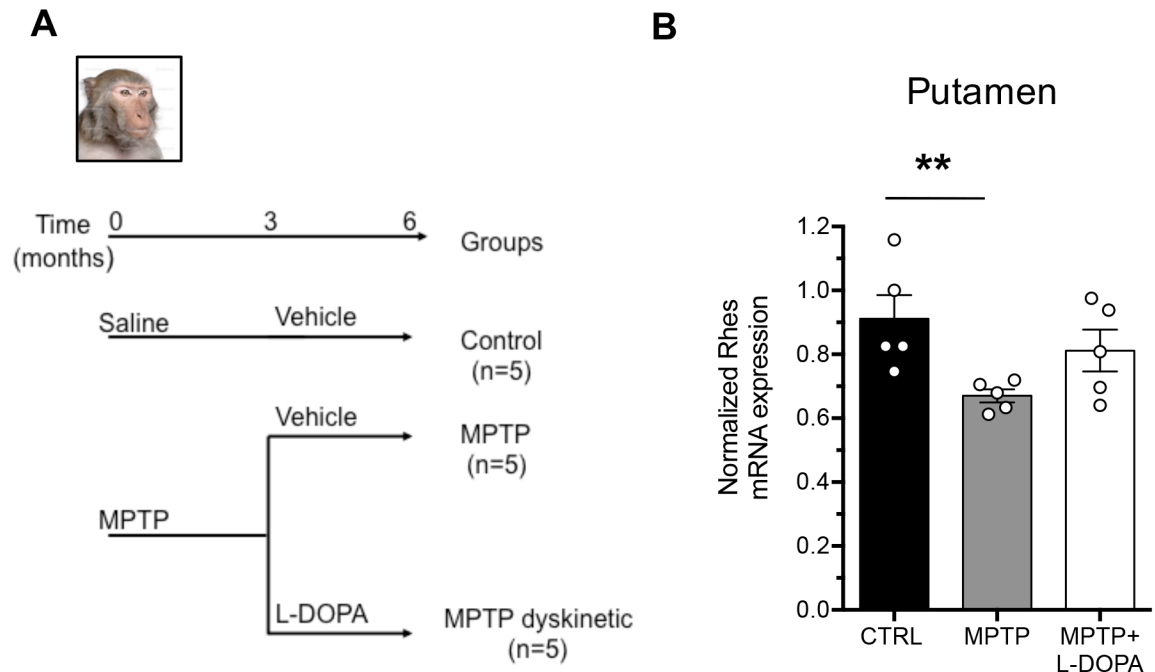 A
Time
(months)
0 3 6
Groups
Saline
Vehicle
Control
(n=5)
Vehicle
MPTP
(n=5)
MPTP
L-DOPA
MPTP dyskinetic
(n=5)
B
Putamen
**
Normalized Rhes
mRNA expression
1.2
1.0
0.8
0.6
0.4
0.2
0.0
CTRL
MPTP
MPTP+
L-DOPA